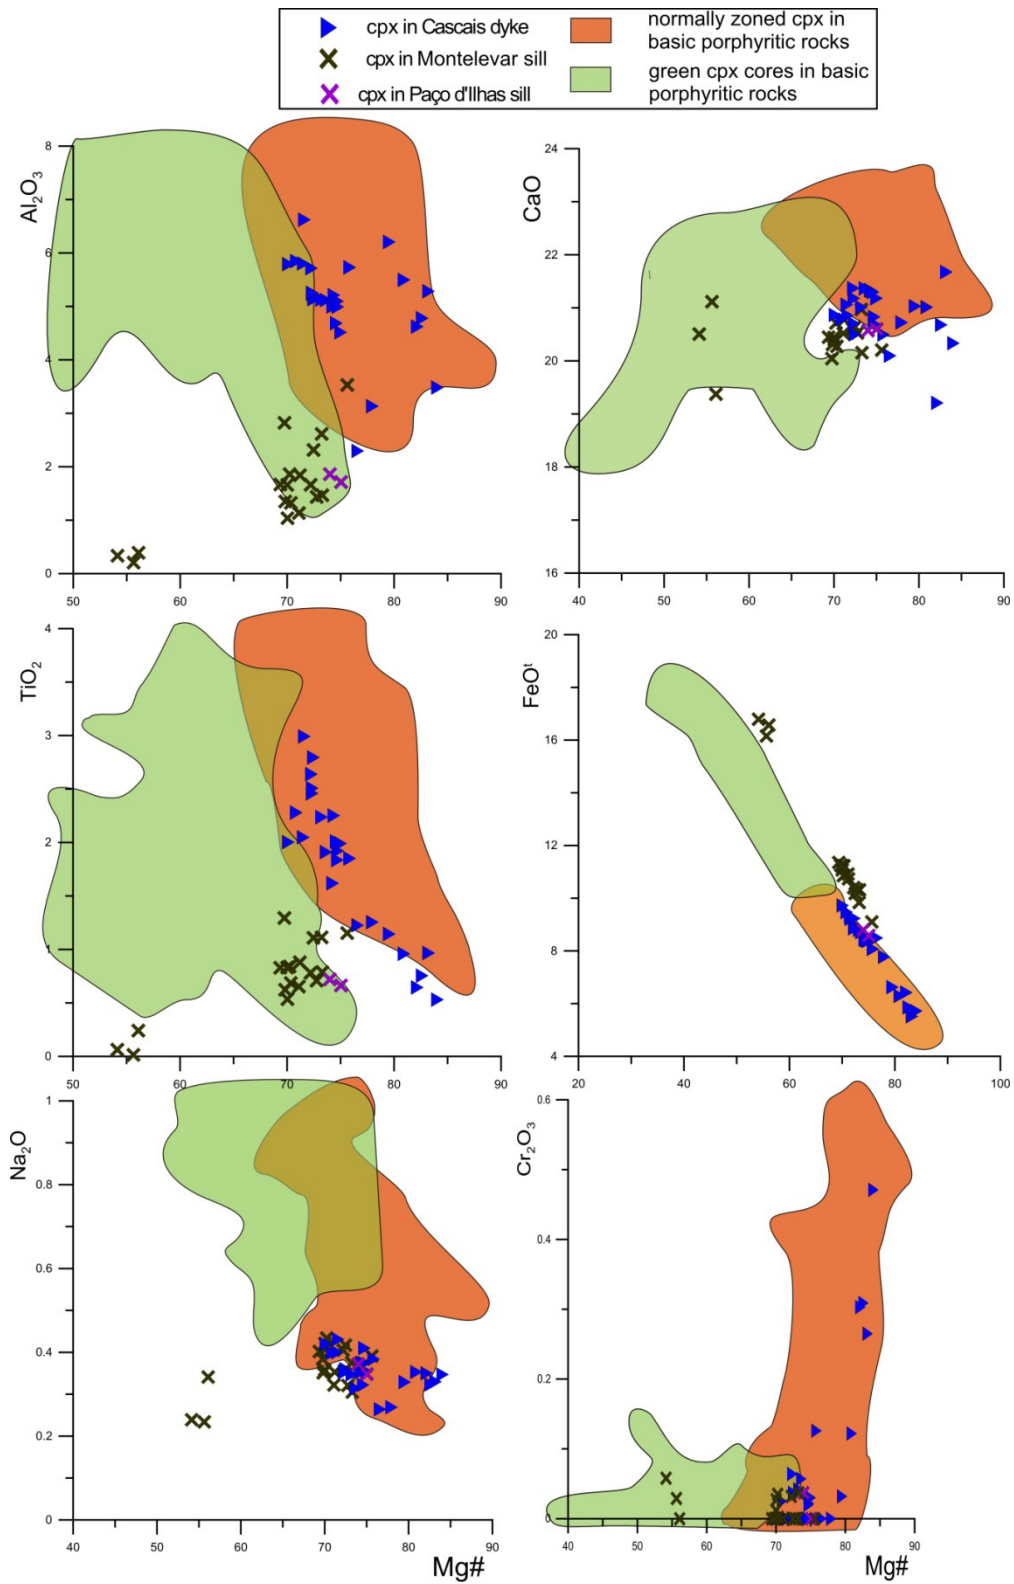 cpx in Cascais dyke
cpx in Montelevar sill
cpx in Paço d'Ilhas sill
normally zoned cpx in
basic porphyritic rocks
green cpx cores in basic
porphyritic rocks
Al₂O₃
8
6
4
2
0
50 60 70 80 90
CaO
24
22
20
18
16
40 50 60 70 80 90
TiO₂
4
3
2
1
0
50 60 70 80 90
FeOᵗ
20
16
12
8
4
20 40 60 80 100
Na₂O
1
0.8
0.6
0.4
0.2
0
50 60 70 80 90
Mg#
Cr₂O₃
0.6
0.4
0.2
0
40 50 60 70 80 90
Mg#